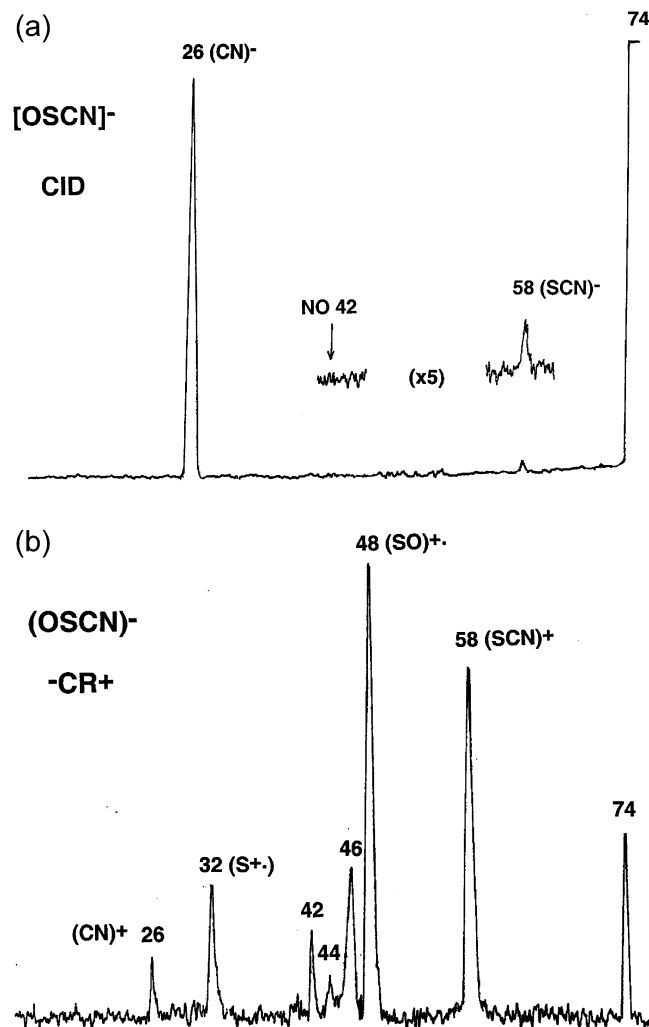 (a)
74
26 (CN)-
[OSCN]-
CID
58 (SCN)-
NO 42
(x5)
(b)
48 (SO)+.
(OSCN)-
58 (SCN)+
-CR+
74
46
32 (S+.)
42
(CN)+ 26
44